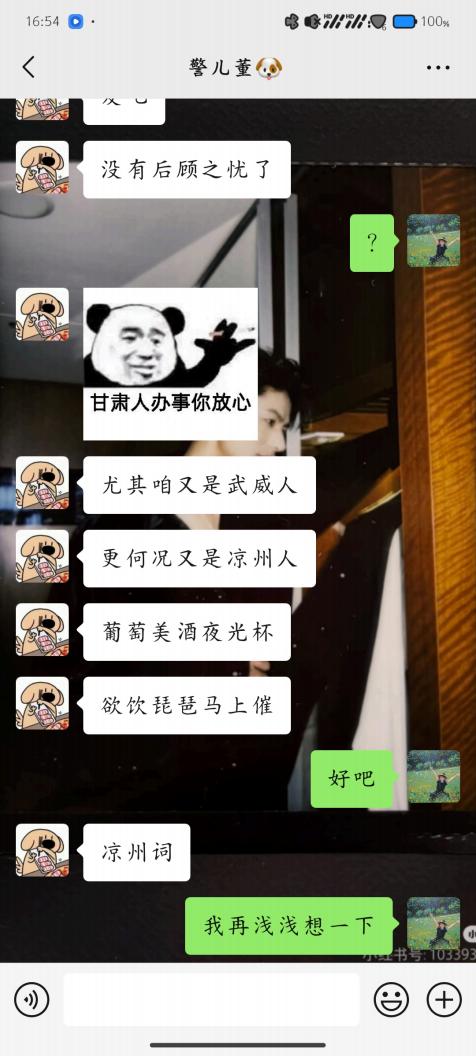 16:54
100%
警儿董
没有后顾之忧了
？
甘肃人办事你放心
尤其咱又是武威人
更何况又是凉州人
葡萄美酒夜光杯
欲饮琵琶马上催
好吧
凉州词
我再浅浅想一下
小红书号: 103393